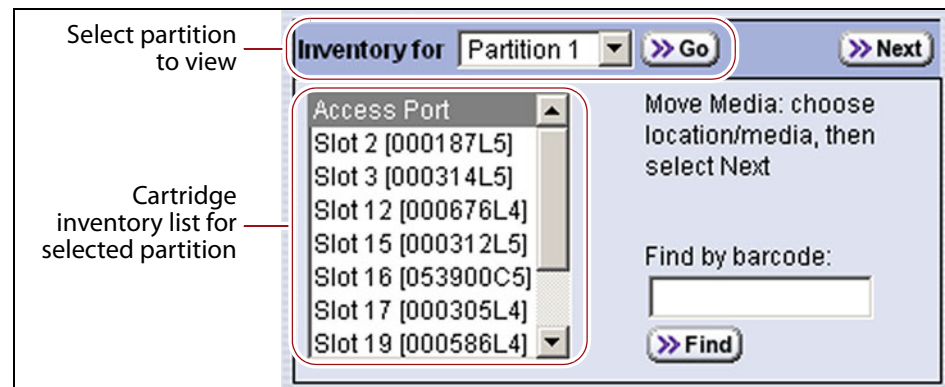 Select partition
to view
Inventory for Partition 1 >> Go >> Next
Cartridge
inventory list for
selected partition
Access Port
Slot 2 [000187L5]
Slot 3 [000314L5]
Slot 12 [000676L4]
Slot 15 [000312L5]
Slot 16 [053900C5]
Slot 17 [000305L4]
Slot 19 [000586L4]
Move Media: choose
location/media, then
select Next
Find by barcode:
>> Find